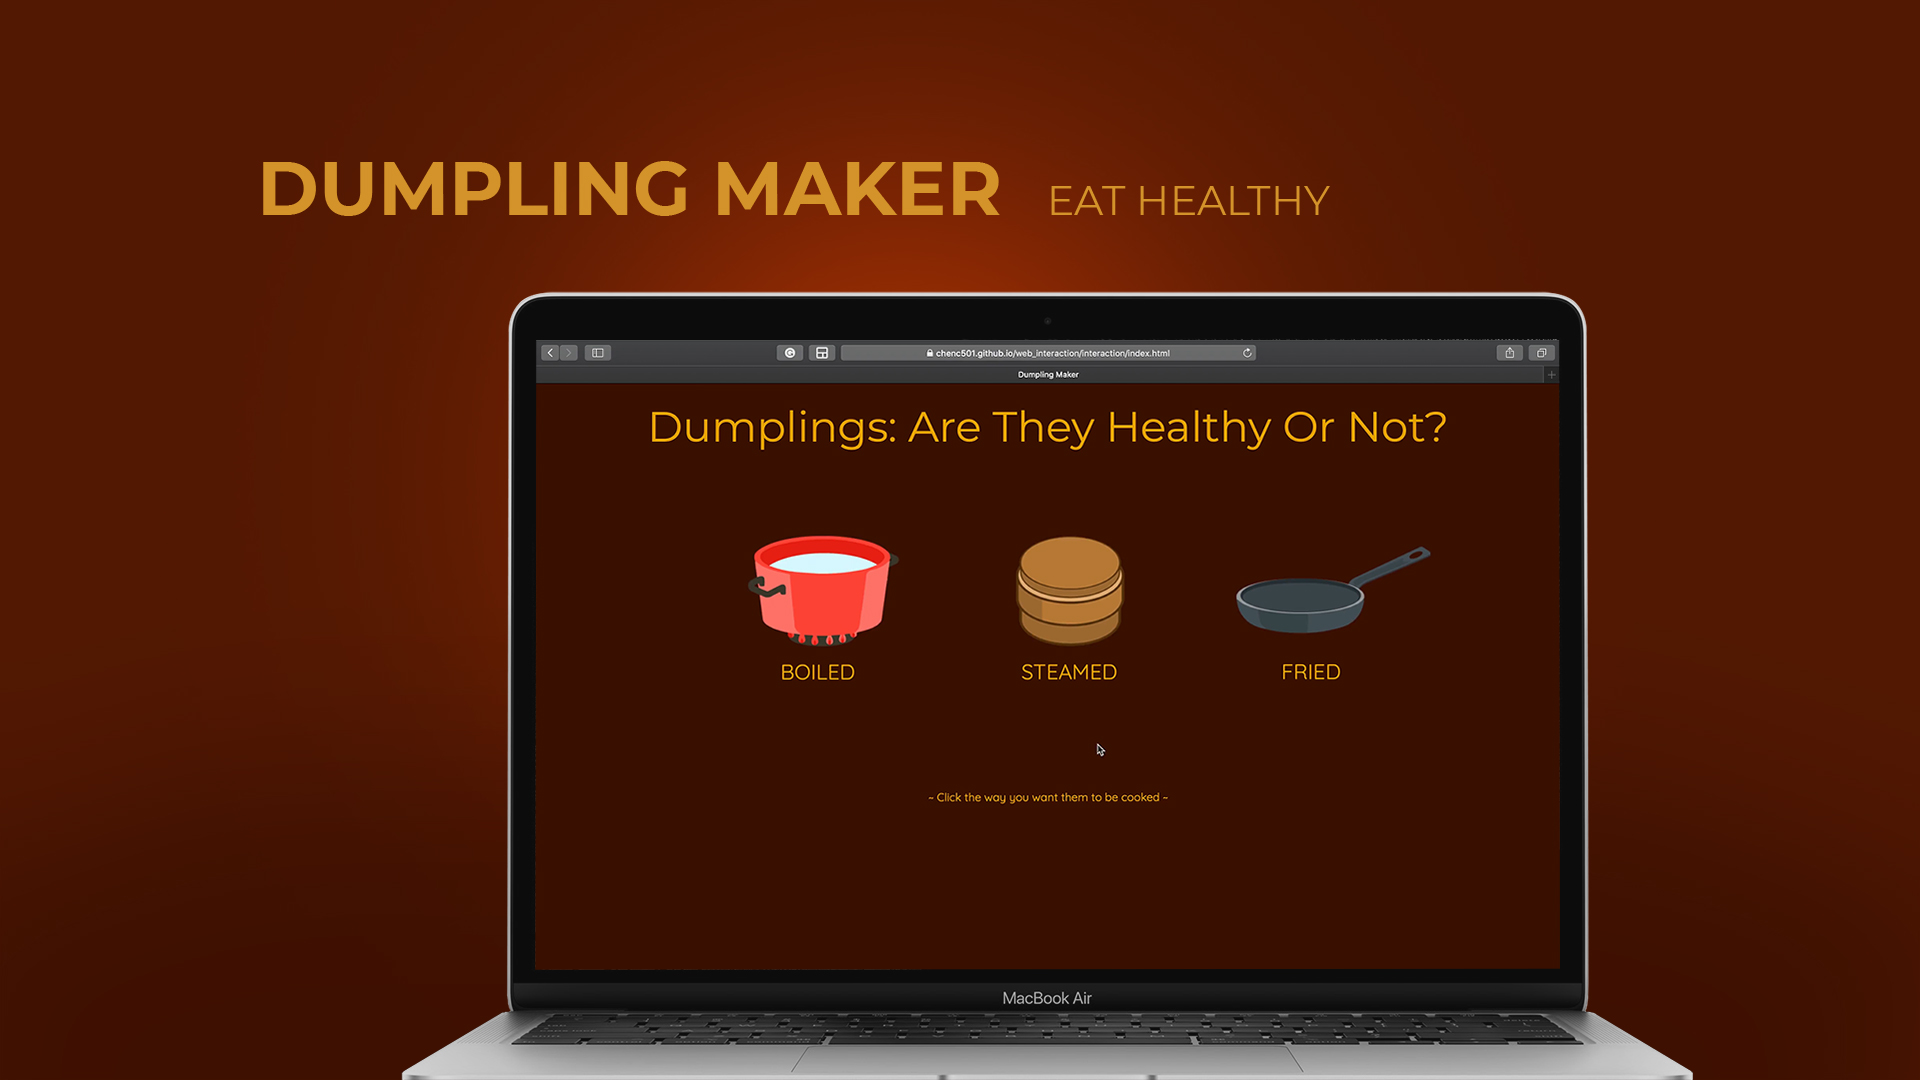 DUMPLING MAKER EAT HEALTHY
chenc501.github.io/web_interaction/interaction/index.html
Dumpling Maker
Dumplings: Are They Healthy Or Not?
BOILED STEAMED FRIED
~ Click the way you want them to be cooked ~
MacBook Air